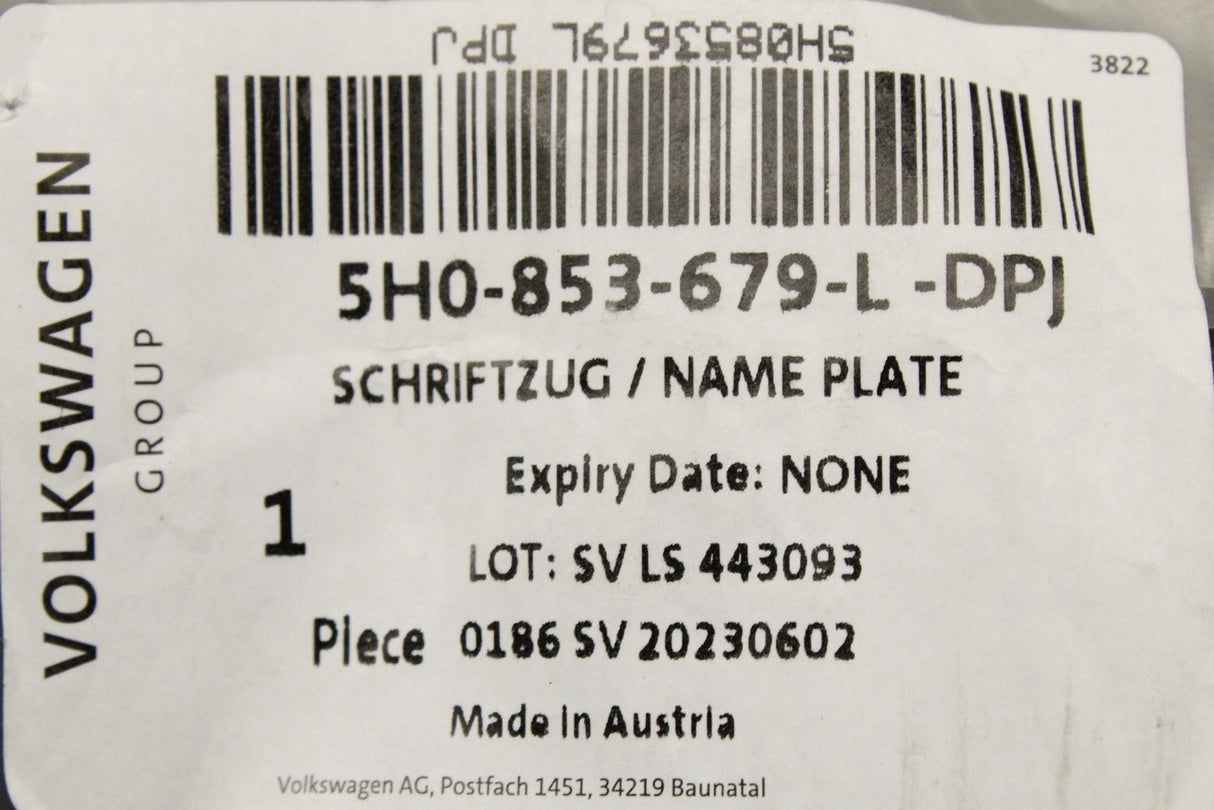 5H0853679L DPJ
3822
5H0-853-679-L -DPJ
SCHRIFTZUG / NAME PLATE
Expiry Date: NONE
1
LOT: SV LS 443093
Piece 0186 SV 20230602
Made in Austria
Volkswagen AG, Postfach 1451, 34219 Baunatal
VOLKSWAGEN
GROUP